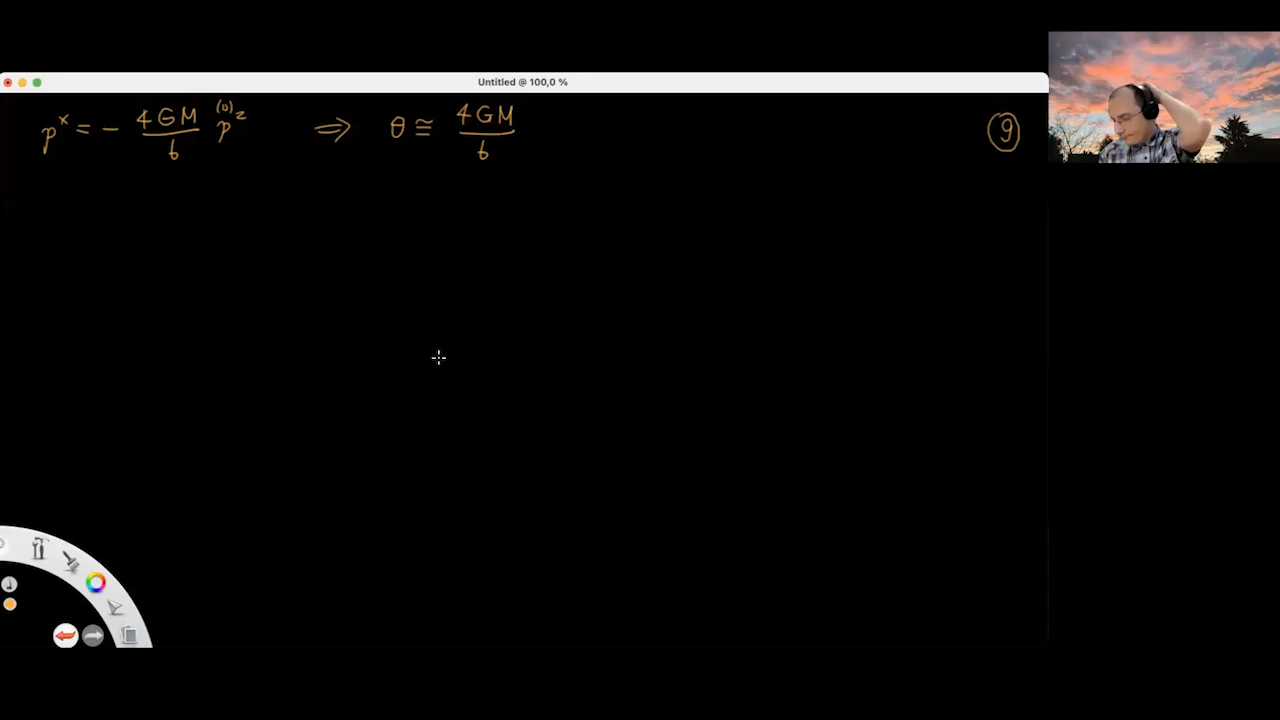 Untitled @ 100,0 %
p^x = - 4GM/b p^(0)z ⇒ θ ≅ 4GM/b 9